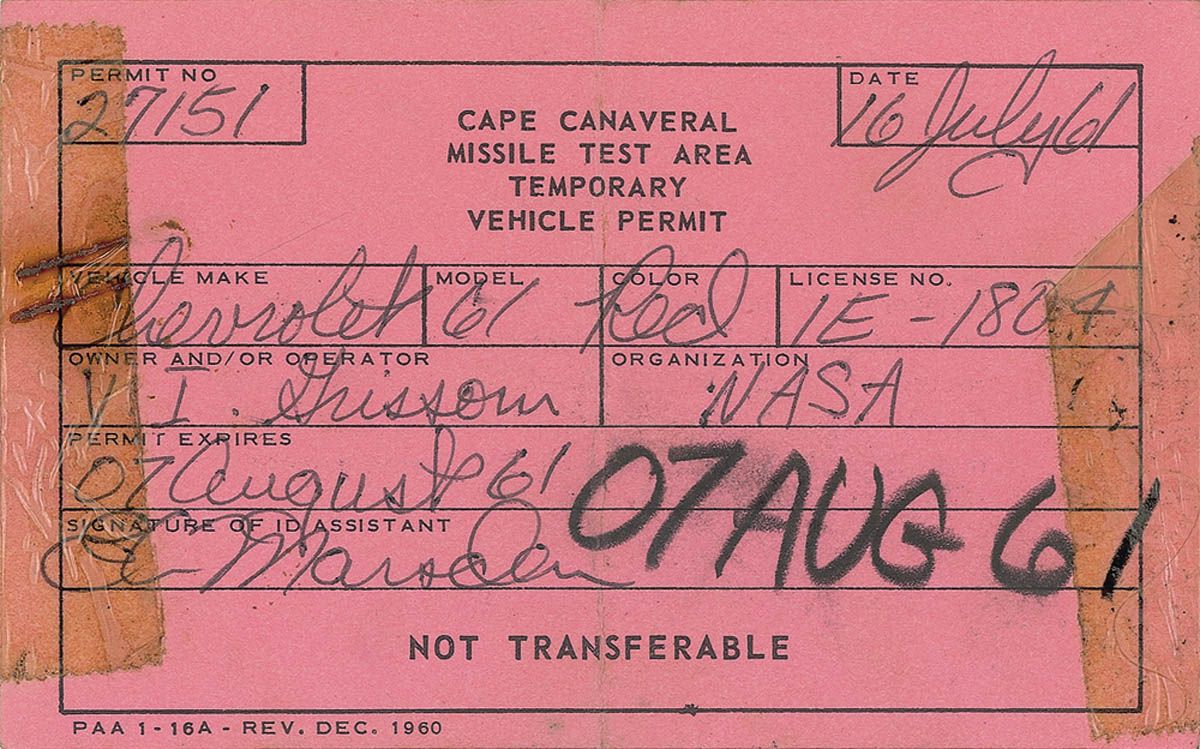 PERMIT NO
27151
DATE
16 July 61
CAPE CANAVERAL
MISSILE TEST AREA
TEMPORARY
VEHICLE PERMIT
VEHICLE MAKE MODEL COLOR LICENSE NO.
Chevrolet 61 Red 1E-1804
OWNER AND/OR OPERATOR ORGANIZATION
V I. Grissom NASA
PERMIT EXPIRES
07 August 61
07 AUG 61
SIGNATURE OF ID ASSISTANT
Marsden
NOT TRANSFERABLE
PAA 1-16A - REV. DEC. 1960